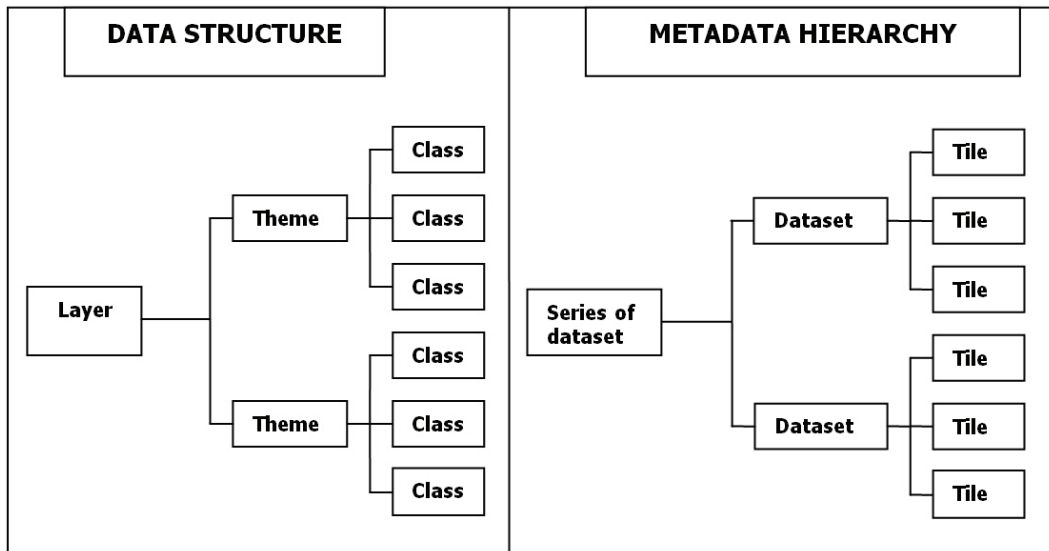 DATA STRUCTURE
Class
Theme
Class
Class
Layer
Class
Theme
Class
Class
METADATA HIERARCHY
Tile
Dataset
Tile
Tile
Series of
dataset
Tile
Dataset
Tile
Tile